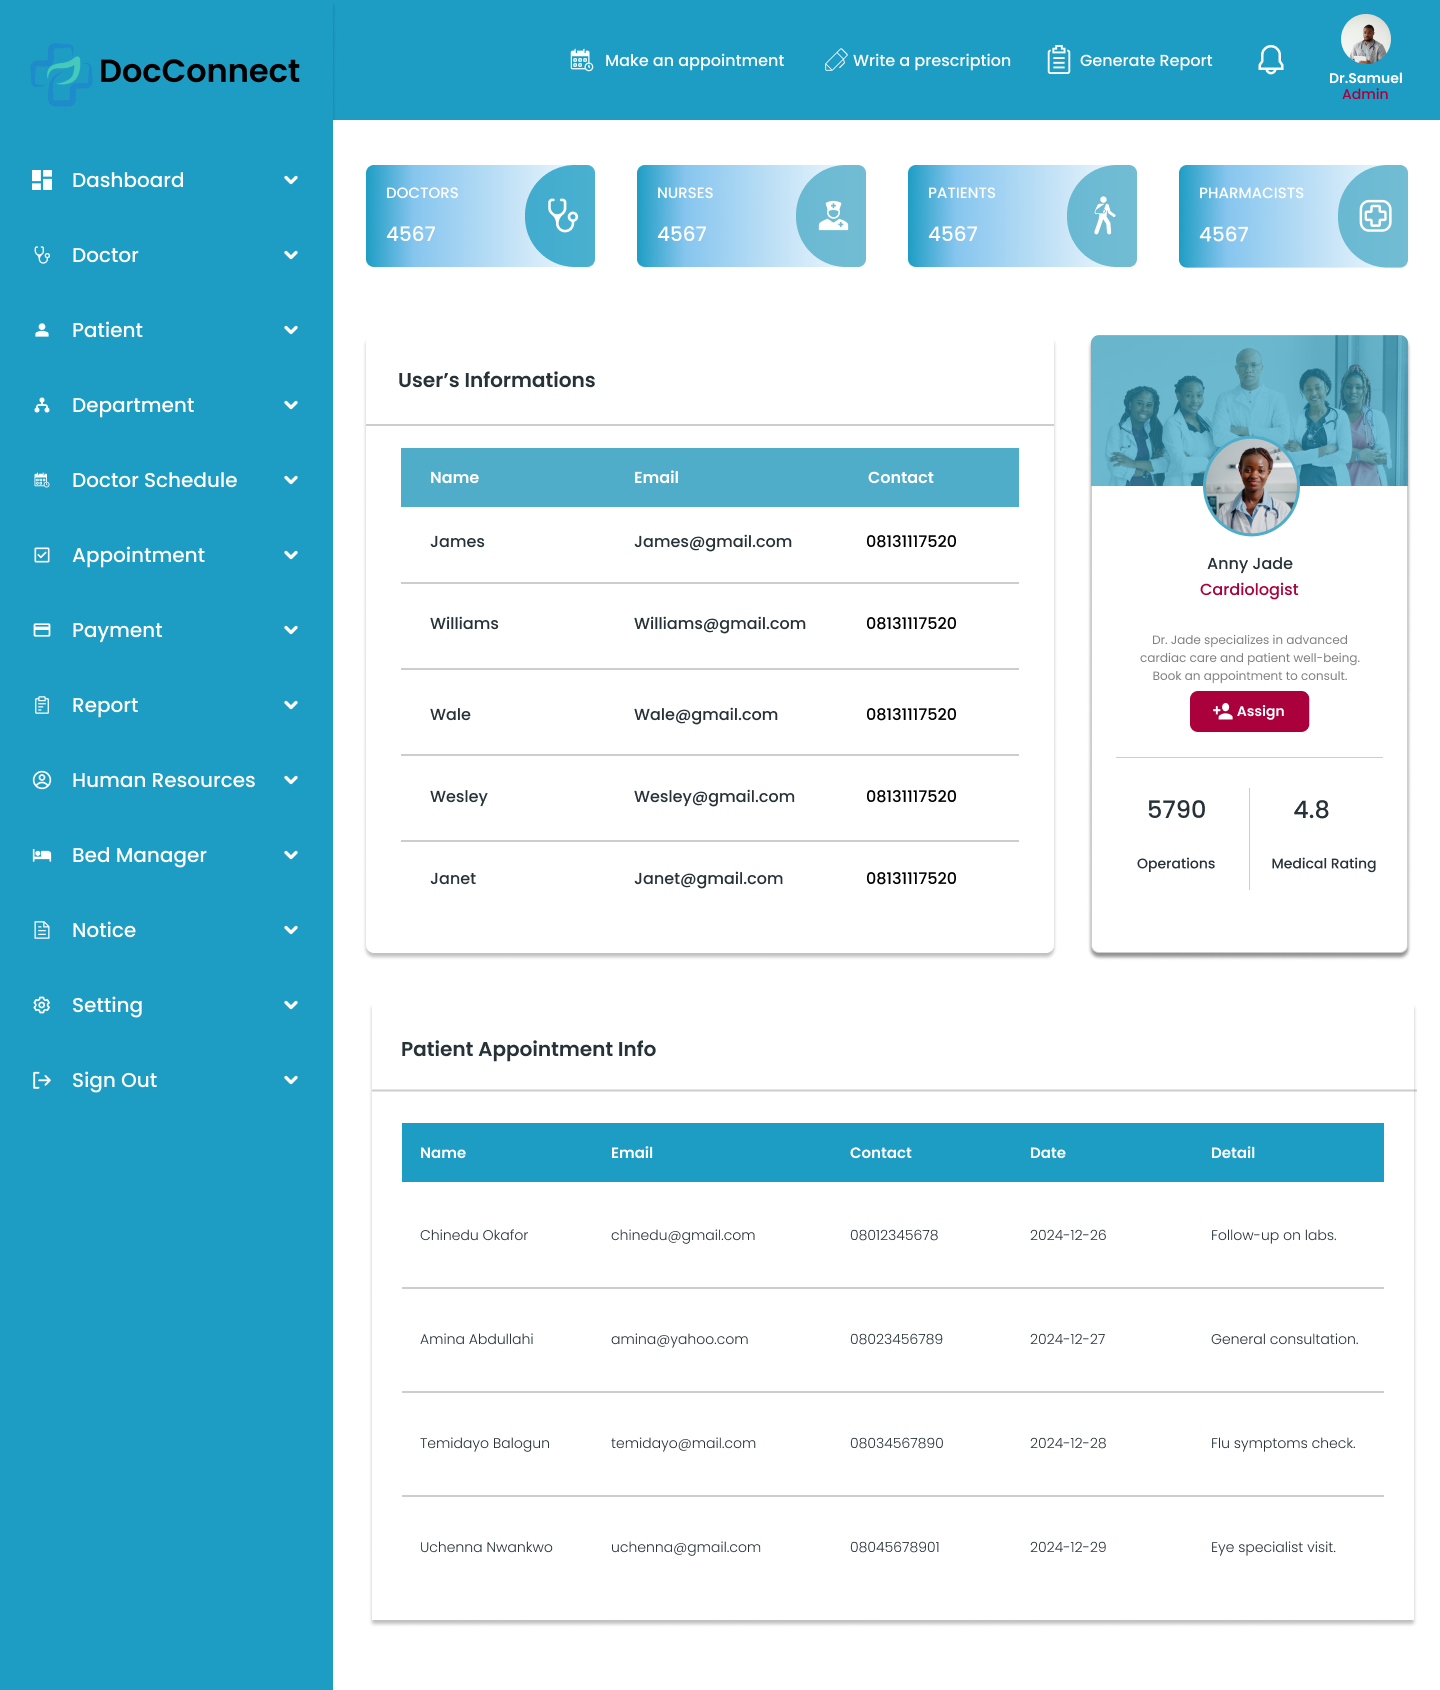 DocConnect
Make an appointment
Write a prescription
Generate Report
Dr.Samuel
Admin
Dashboard
Doctor
Patient
Department
Doctor Schedule
Appointment
Payment
Report
Human Resources
Bed Manager
Notice
Setting
Sign Out
DOCTORS
4567
NURSES
4567
PATIENTS
4567
PHARMACISTS
4567
User’s Informations
Name Email Contact
James James@gmail.com 08131117520
Williams Williams@gmail.com 08131117520
Wale Wale@gmail.com 08131117520
Wesley Wesley@gmail.com 08131117520
Janet Janet@gmail.com 08131117520
Anny Jade
Cardiologist
Dr. Jade specializes in advanced
cardiac care and patient well-being.
Book an appointment to consult.
Assign
5790
Operations
4.8
Medical Rating
Patient Appointment Info
Name Email Contact Date Detail
Chinedu Okafor chinedu@gmail.com 08012345678 2024-12-26 Follow-up on labs.
Amina Abdullahi amina@yahoo.com 08023456789 2024-12-27 General consultation.
Temidayo Balogun temidayo@mail.com 08034567890 2024-12-28 Flu symptoms check.
Uchenna Nwankwo uchenna@gmail.com 08045678901 2024-12-29 Eye specialist visit.